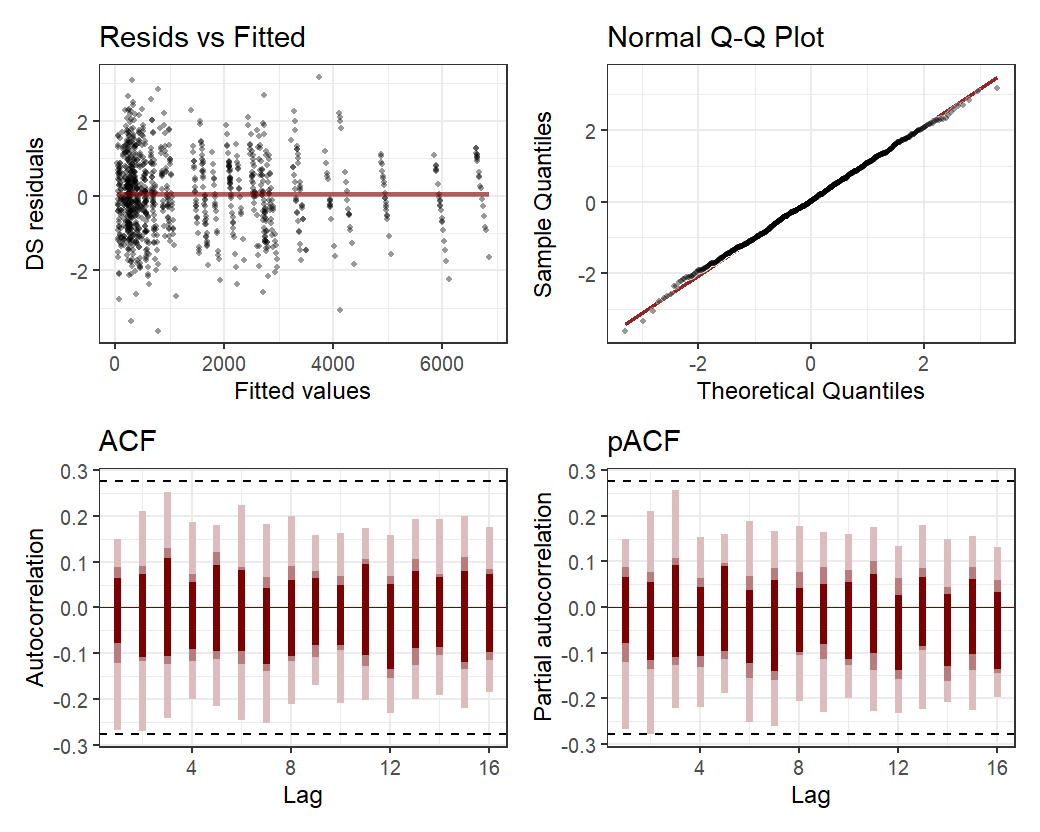 Resids vs Fitted
DS residuals
2
0
-2
0
2000
4000
6000
Fitted values
Normal Q-Q Plot
Sample Quantiles
2
0
-2
-2
0
2
Theoretical Quantiles
ACF
Autocorrelation
0.3
0.2
0.1
0.0
-0.1
-0.2
-0.3
4
8
12
16
Lag
pACF
Partial autocorrelation
0.3
0.2
0.1
0.0
-0.1
-0.2
-0.3
4
8
12
16
Lag